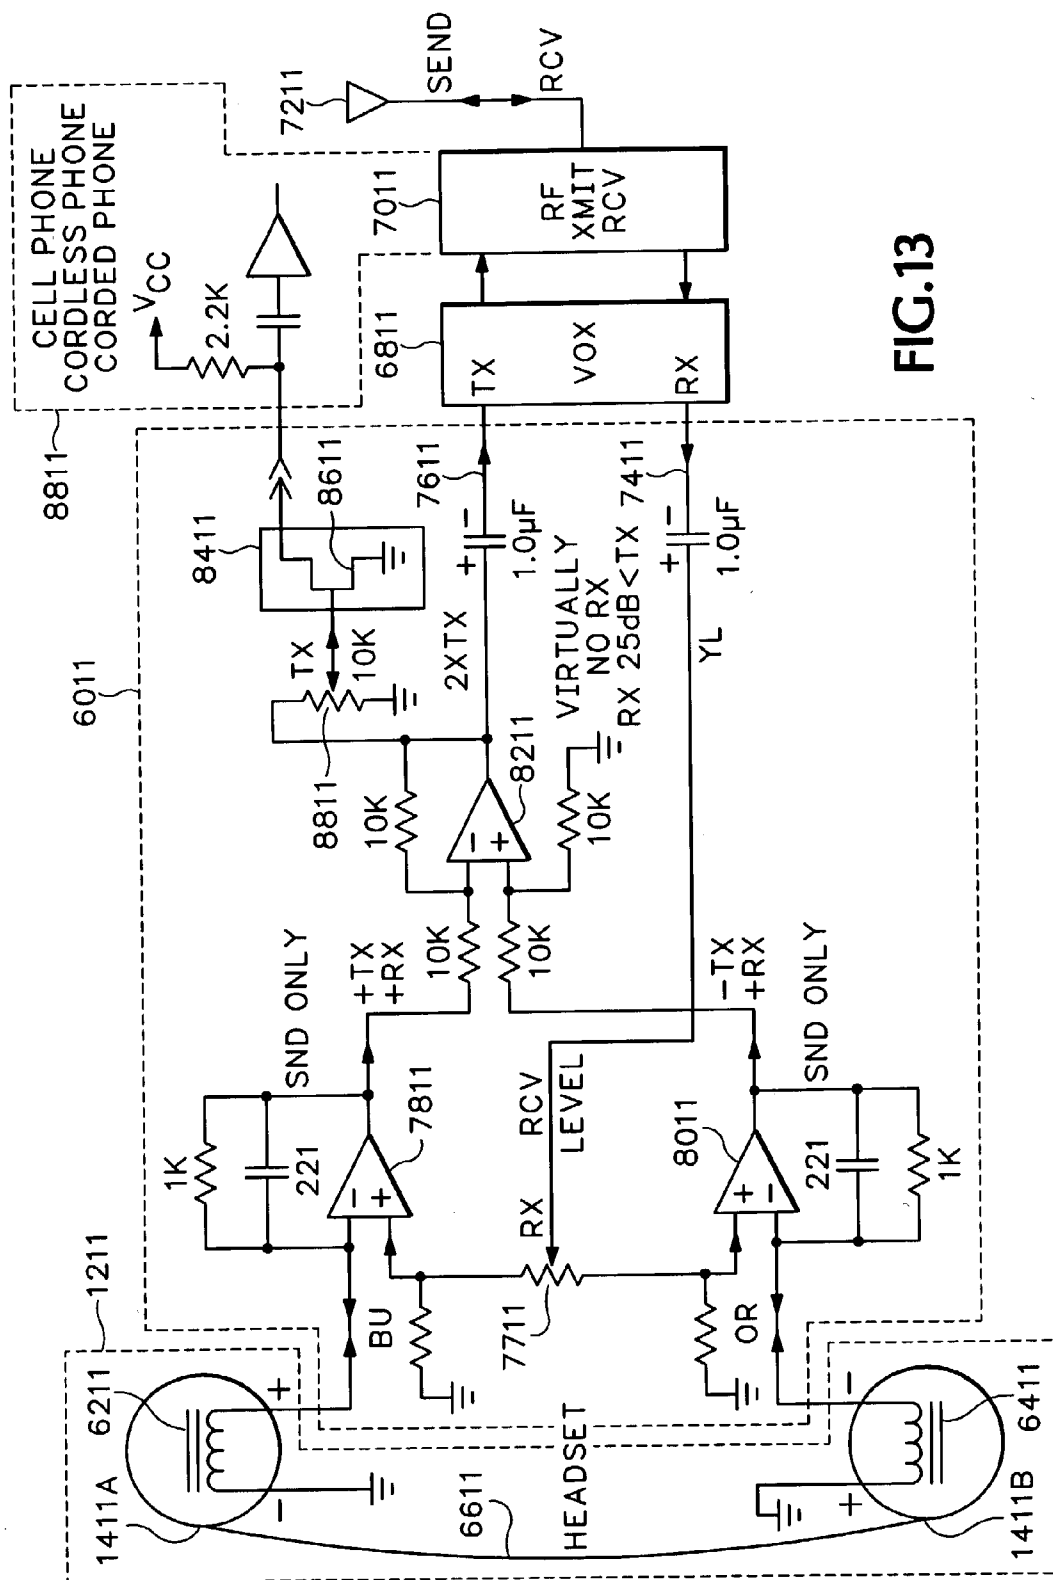 8811
CELL PHONE
CORDLESS PHONE
CORDED PHONE
VCC
2.2K
7211
SEND
RCV
7011
RF
XMIT
RCV
6811
TX
VOX
RX
6011
8411
8611
TX
10K
8811
7611
+
−
1.0µF
2XTX
VIRTUALLY
NO RX
RX 25dB<TX
7411
+
−
1.0µF
YL
10K
−
+
8211
10K
10K
10K
SND ONLY
+TX
+RX
−TX
+RX
SND ONLY
1K
221
−
+
7811
RX
RCV
LEVEL
7711
8011
+
−
221
1K
BU
OR
1211
6211
+
−
1411A
6611
HEADSET
−
+
6411
1411B
FIG.13